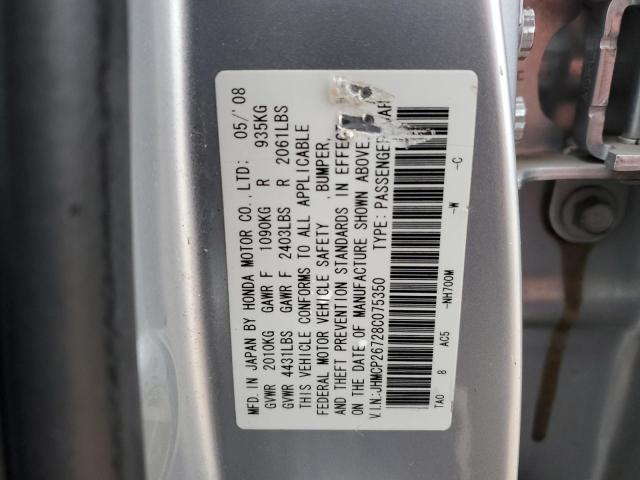 MFD. IN JAPAN BY HONDA MOTOR CO., LTD: 05/'08
GVWR 2010KG GAWR F 1090KG R 935KG
GVWR 4431LBS GAWR F 2403LBS R 2061LBS
THIS VEHICLE CONFORMS TO ALL APPLICABLE
FEDERAL MOTOR VEHICLE SAFETY , BUMPER,
AND THEFT PREVENTION STANDARDS IN EFFECT
ON THE DATE OF MANUFACTURE SHOWN ABOVE.
V.I.N.: JHMCP26728C075350 TYPE: PASSENGER
TA0 8 AC5 -NH700M -W -C